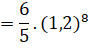 = 6/5 . (1,2)⁸